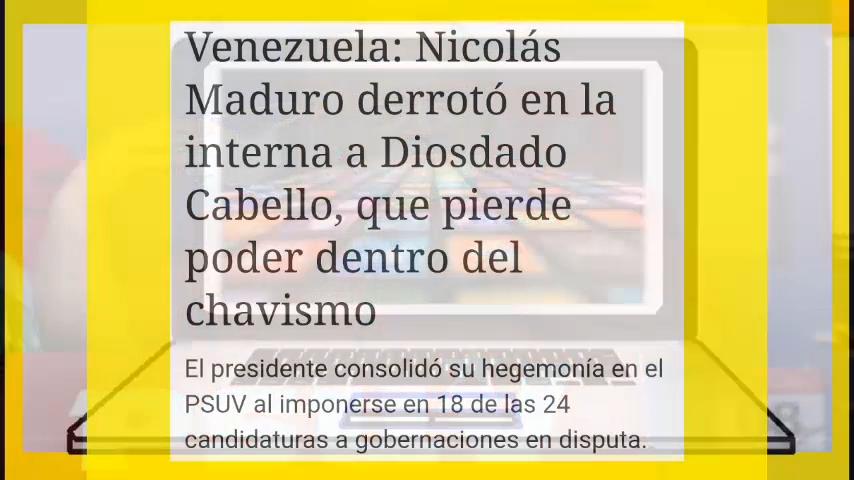 Venezuela: Nicolás
Maduro derrotó en la
interna a Diosdado
Cabello, que pierde
poder dentro del
chavismo
El presidente consolidó su hegemonía en el
PSUV al imponerse en 18 de las 24
candidaturas a gobernaciones en disputa.